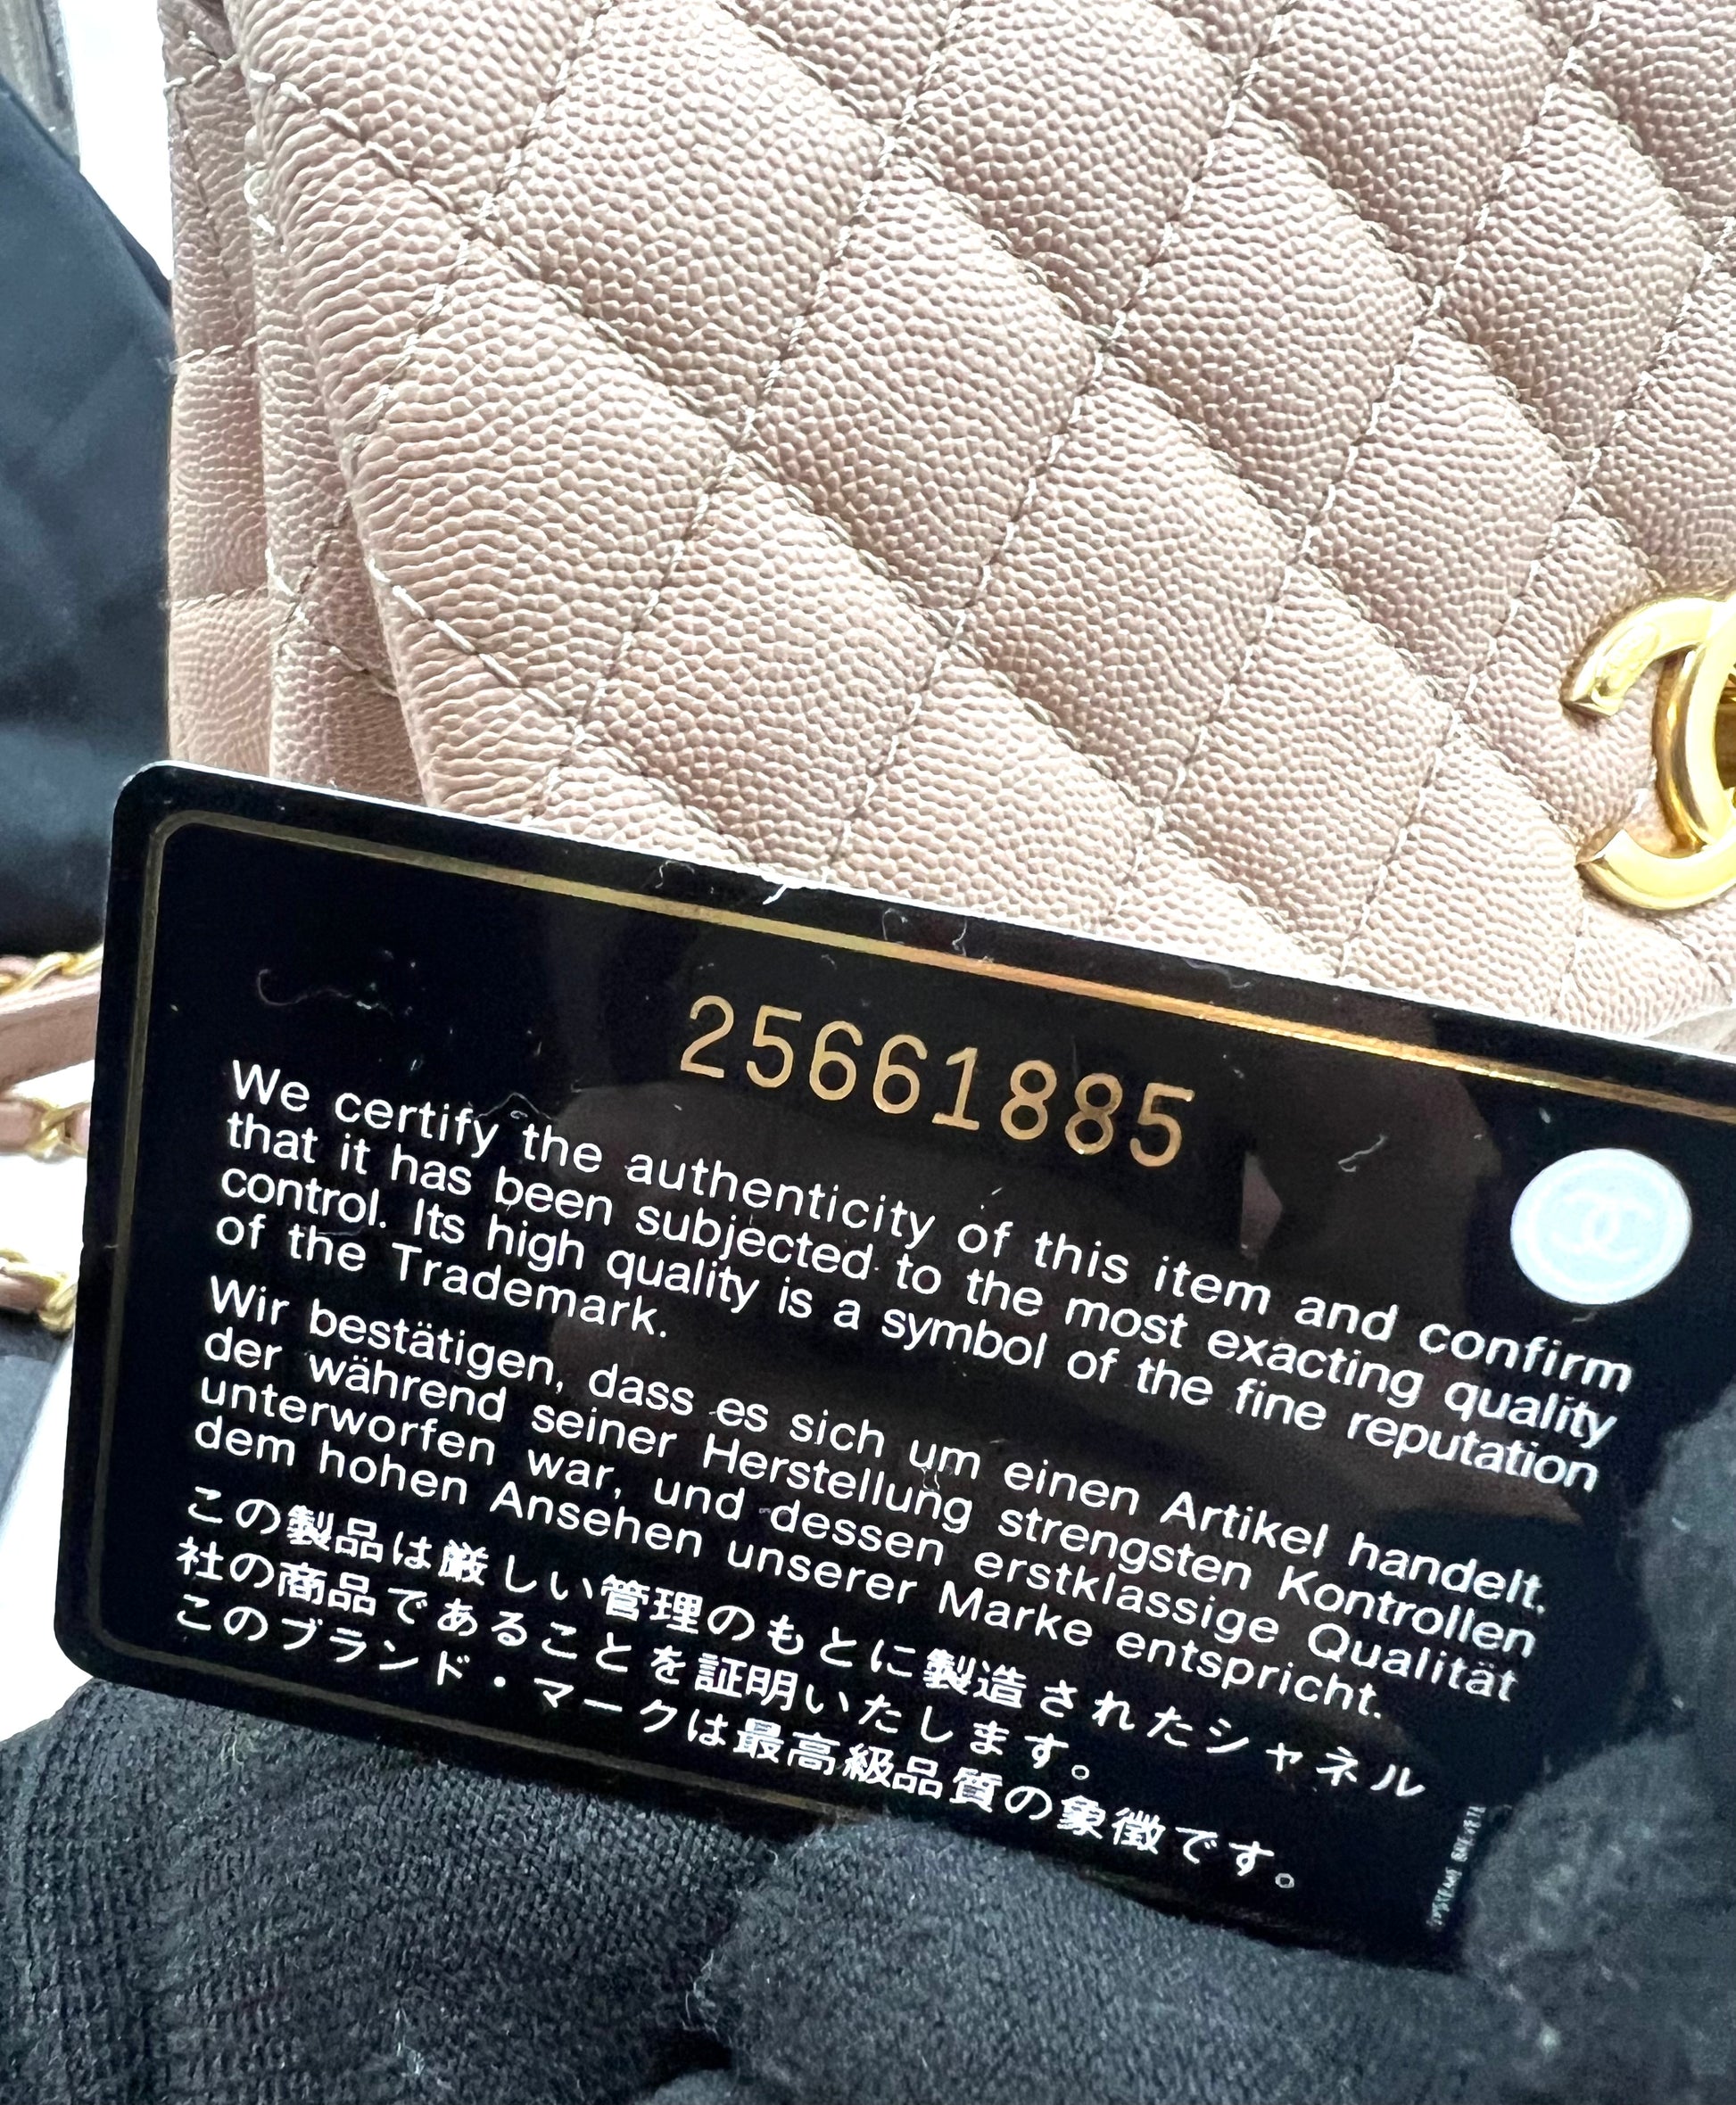 25661885
We certify the authenticity of this item and confirm
that it has been subjected to the most exacting quality
control. Its high quality is a symbol of the fine reputation
of the Trademark.
Wir bestätigen, dass es sich um einen Artikel handelt.
der während seiner Herstellung strengsten Kontrollen
unterworfen war, und dessen erstklassige Qualität
dem hohen Ansehen unserer Marke entspricht.
この製品は厳しい管理のもとに製造されたシャネル
社の商品であることを証明いたします。
このブランド・マークは最高級品質の象徴です。